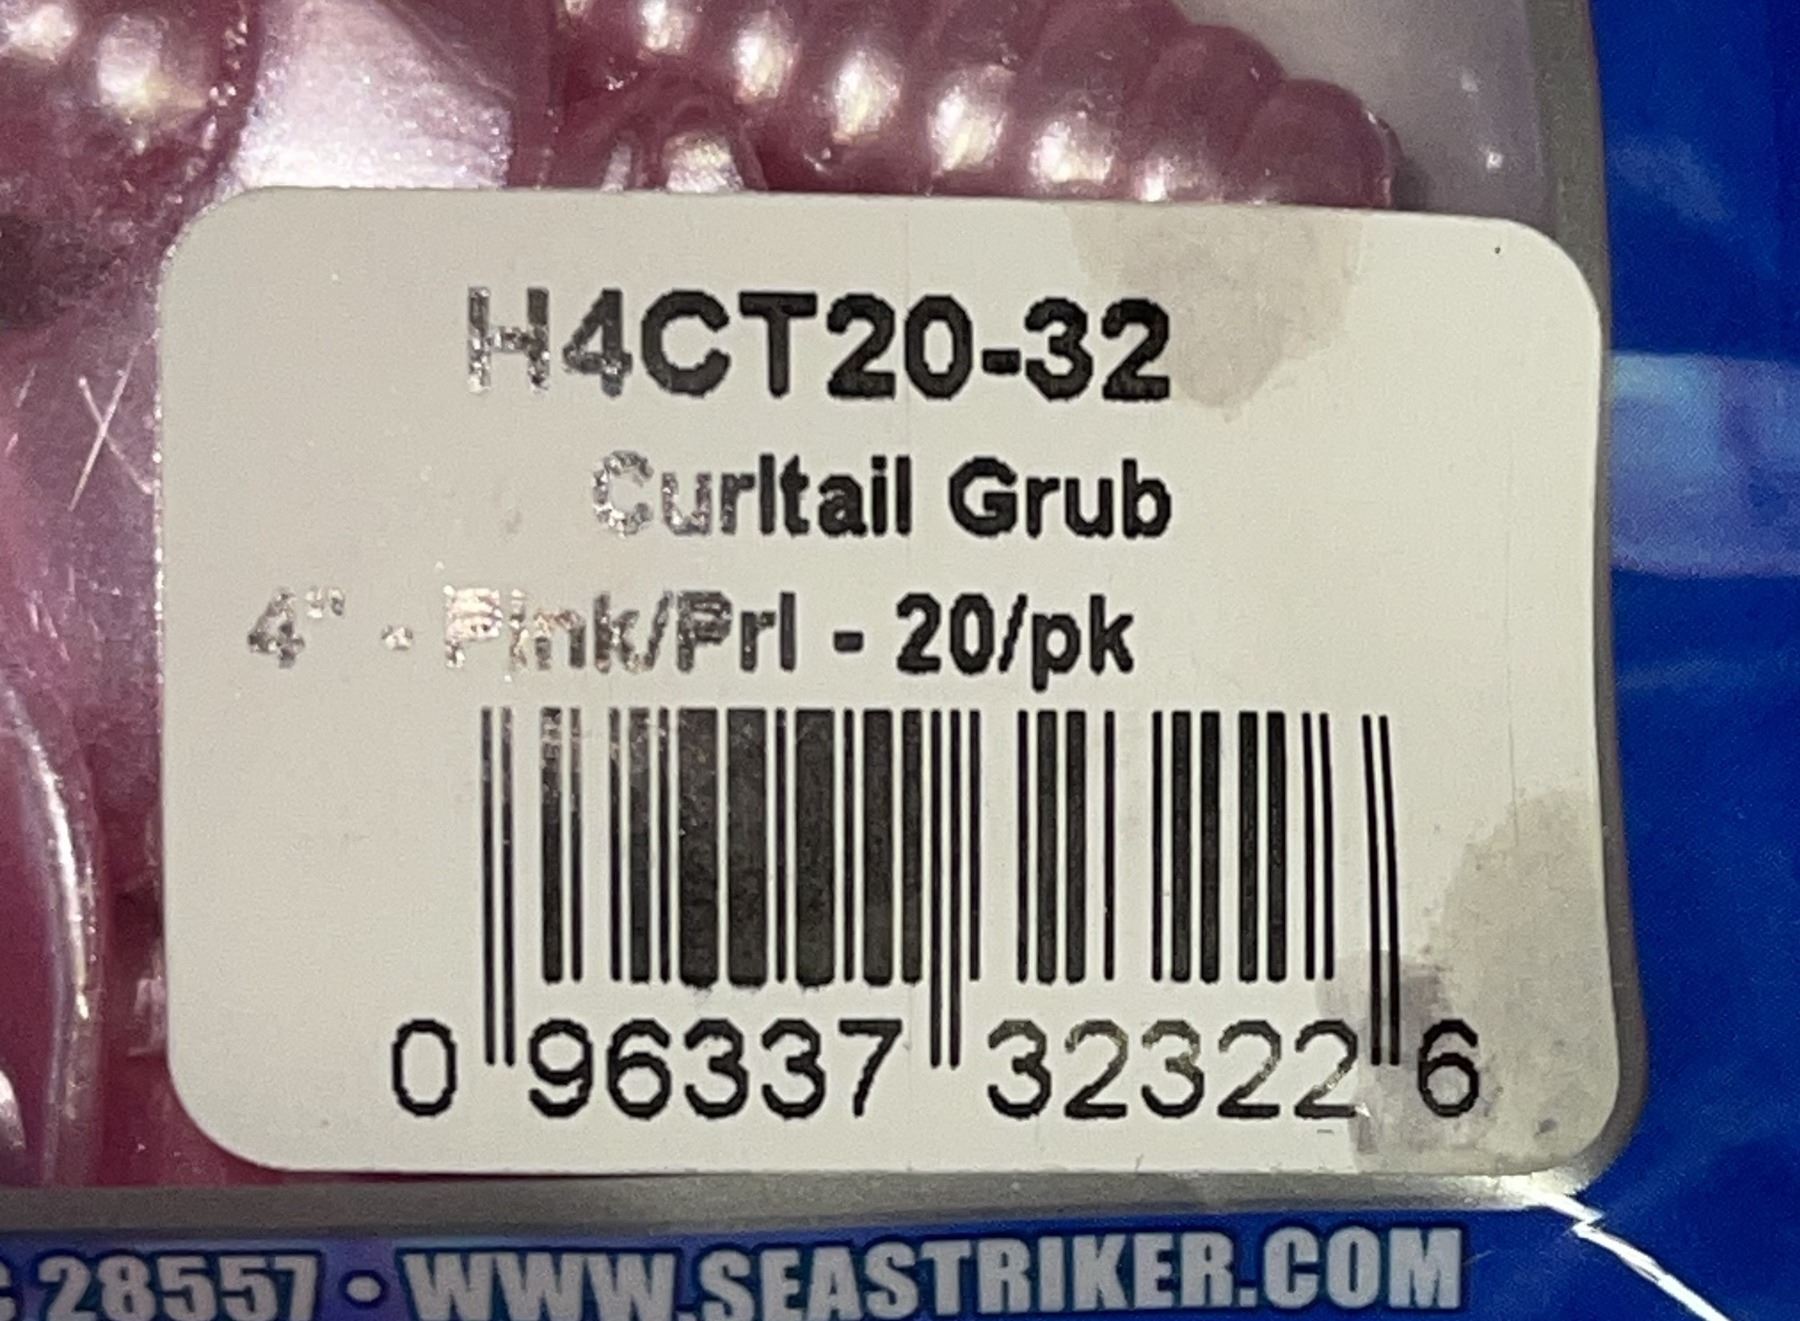 H4CT20-32
Curltail Grub
4" - Pink/Prl - 20/pk
0 96337 32322 6
C 28557 • WWW.SEASTRIKER.COM